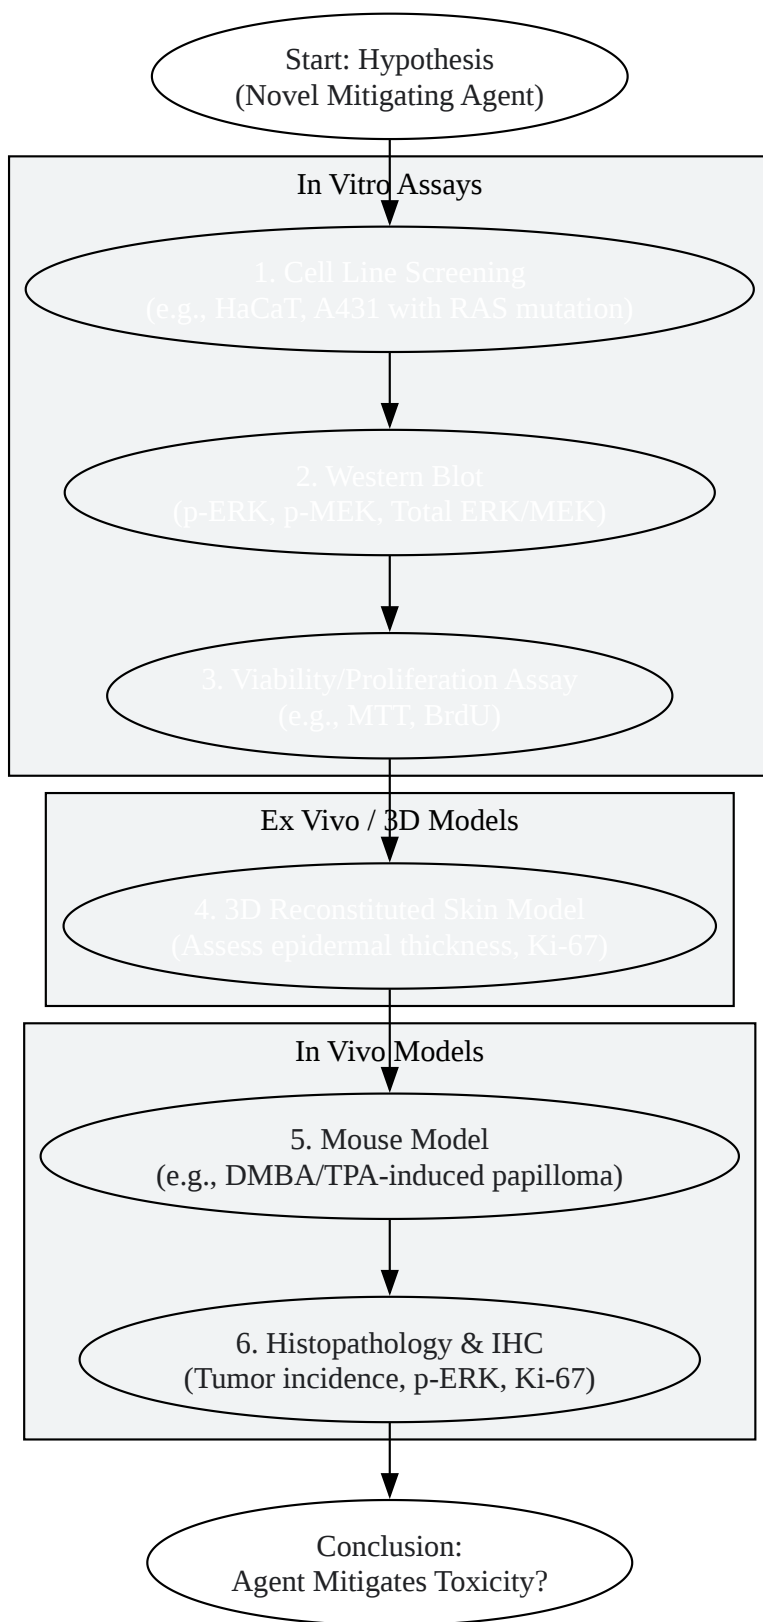 Start: Hypothesis
(Novel Mitigating Agent)
In Vitro Assays
1. Cell Line Screening
(e.g., HaCaT, A431 with RAS mutation)
2. Western Blot
(p-ERK, p-MEK, Total ERK/MEK)
3. Viability/Proliferation Assay
(e.g., MTT, BrdU)
Ex Vivo / 3D Models
4. 3D Reconstituted Skin Model
(Assess epidermal thickness, Ki-67)
In Vivo Models
5. Mouse Model
(e.g., DMBA/TPA-induced papilloma)
6. Histopathology & IHC
(Tumor incidence, p-ERK, Ki-67)
Conclusion:
Agent Mitigates Toxicity?